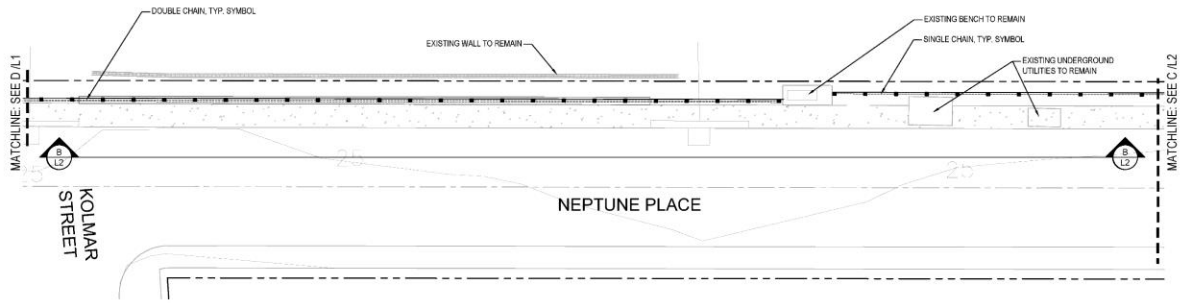 DOUBLE CHAIN, TYP. SYMBOL
EXISTING WALL TO REMAIN
EXISTING BENCH TO REMAIN
SINGLE CHAIN, TYP. SYMBOL
EXISTING UNDERGROUND
UTILITIES TO REMAIN
MATCHLINE: SEE D /L1
MATCHLINE: SEE C /L2
B
L2
B
L2
25
25
25
KOLMAR
STREET
NEPTUNE PLACE